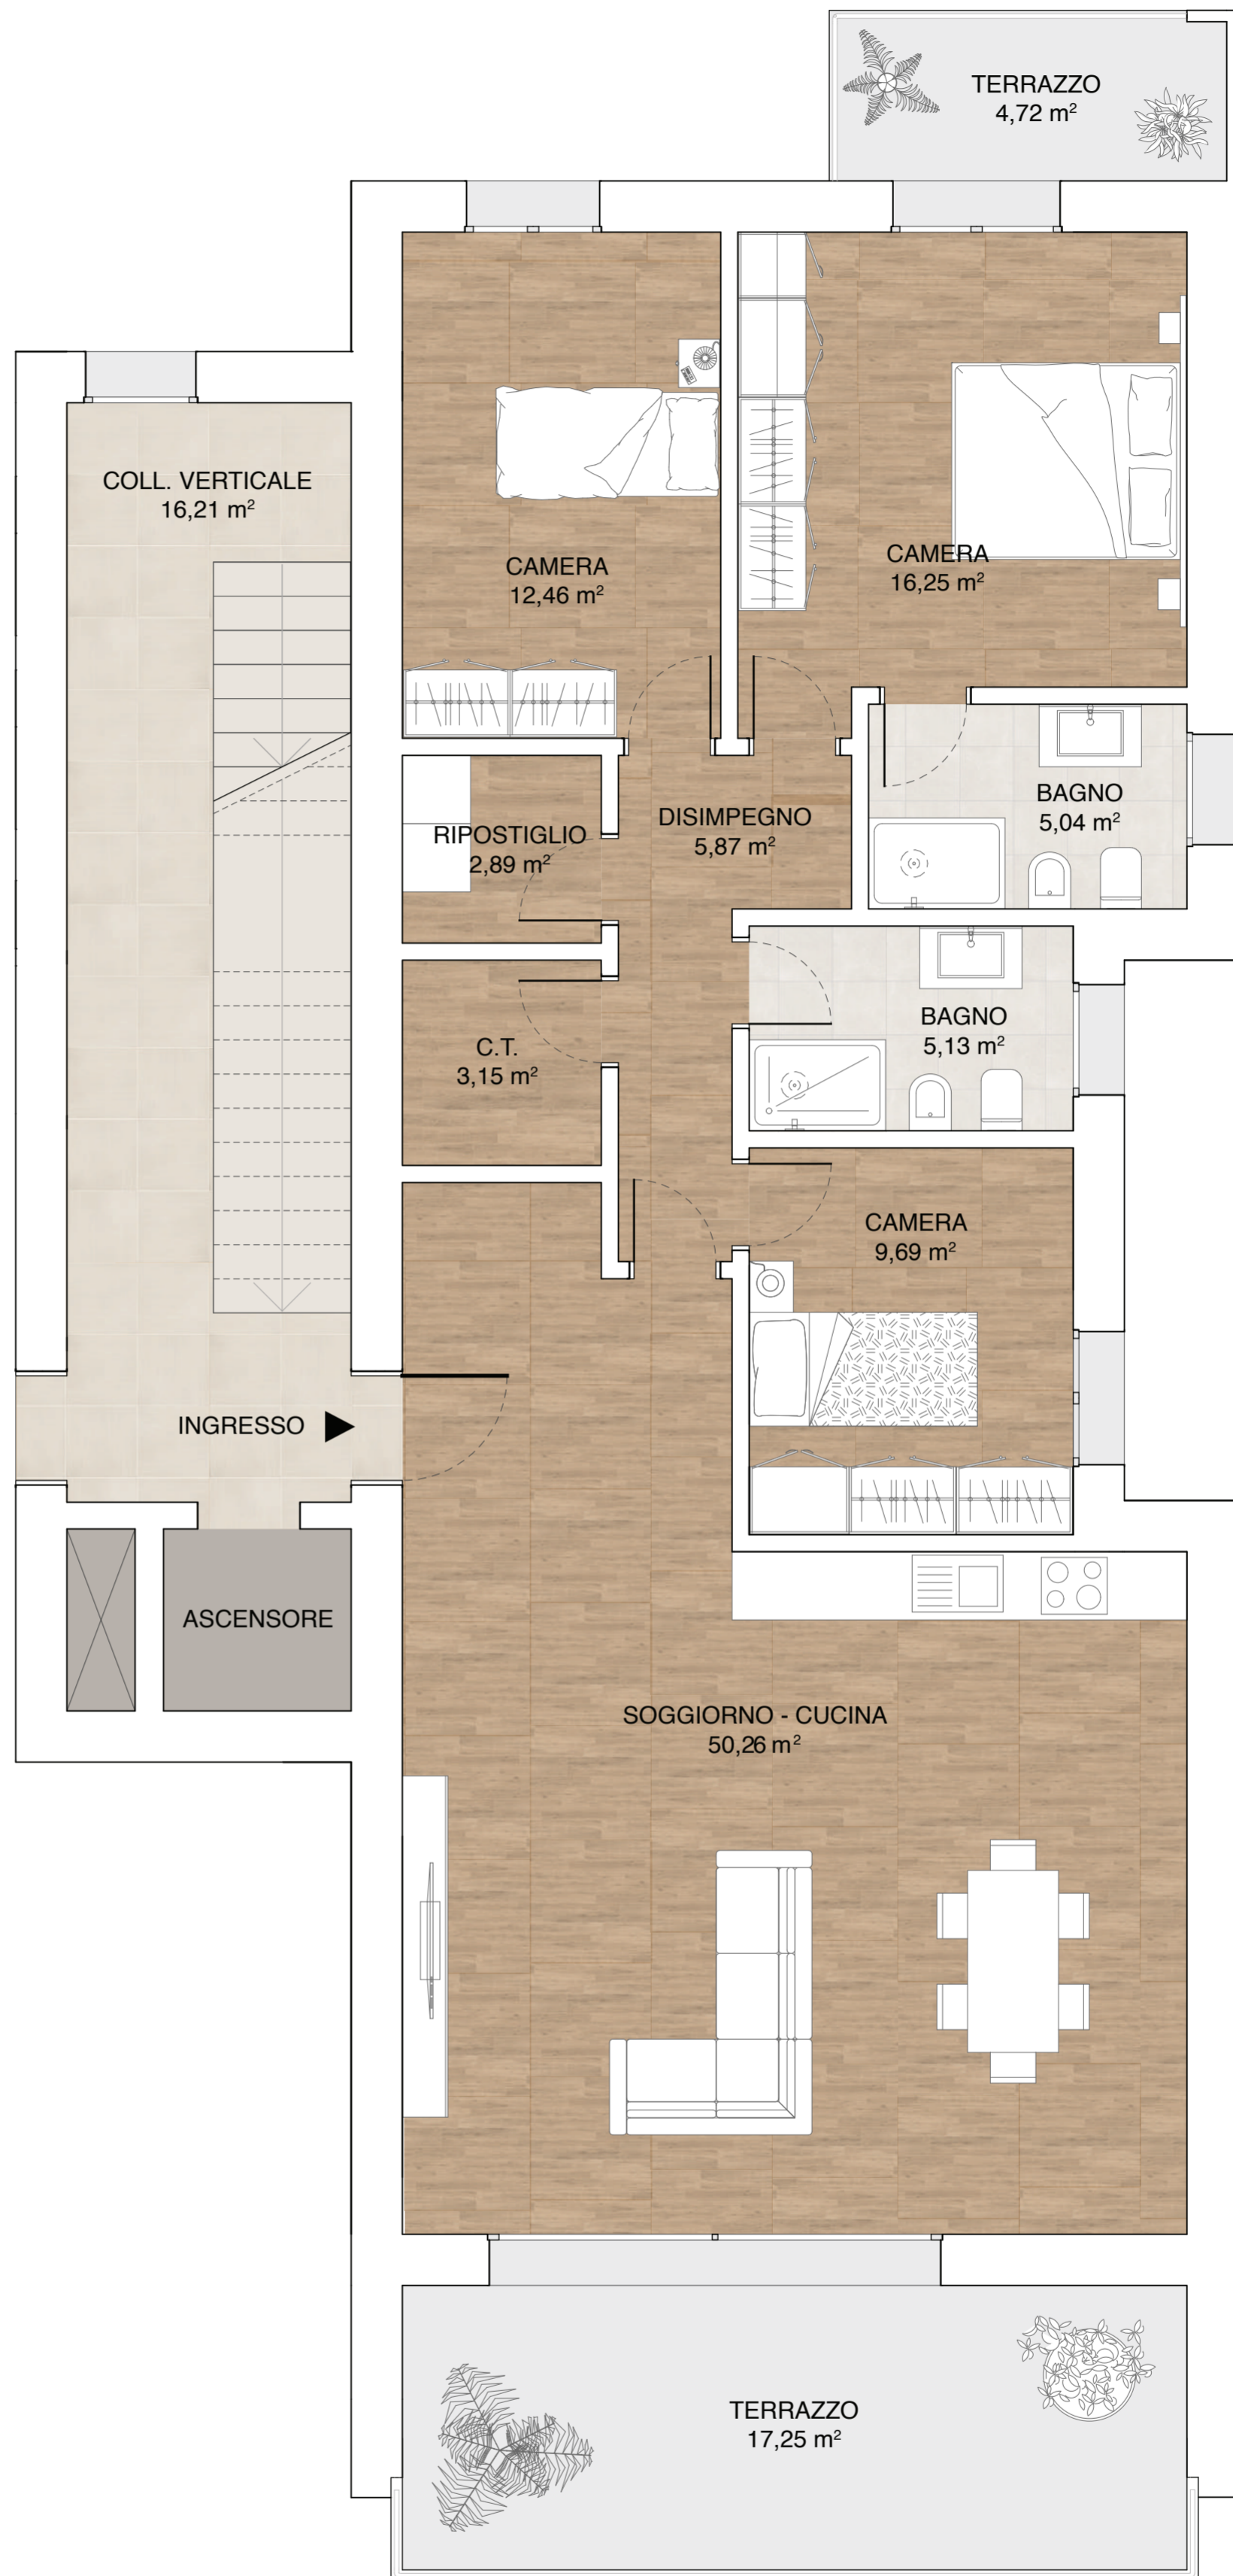 TERRAZZO
4,72 m²
COLL. VERTICALE
16,21 m²
CAMERA
12,46 m²
CAMERA
16,25 m²
BAGNO
5,04 m²
DISIMPEGNO
5,87 m²
RIPOSTIGLIO
2,89 m²
BAGNO
5,13 m²
C.T.
3,15 m²
CAMERA
9,69 m²
INGRESSO
ASCENSORE
SOGGIORNO - CUCINA
50,26 m²
TERRAZZO
17,25 m²